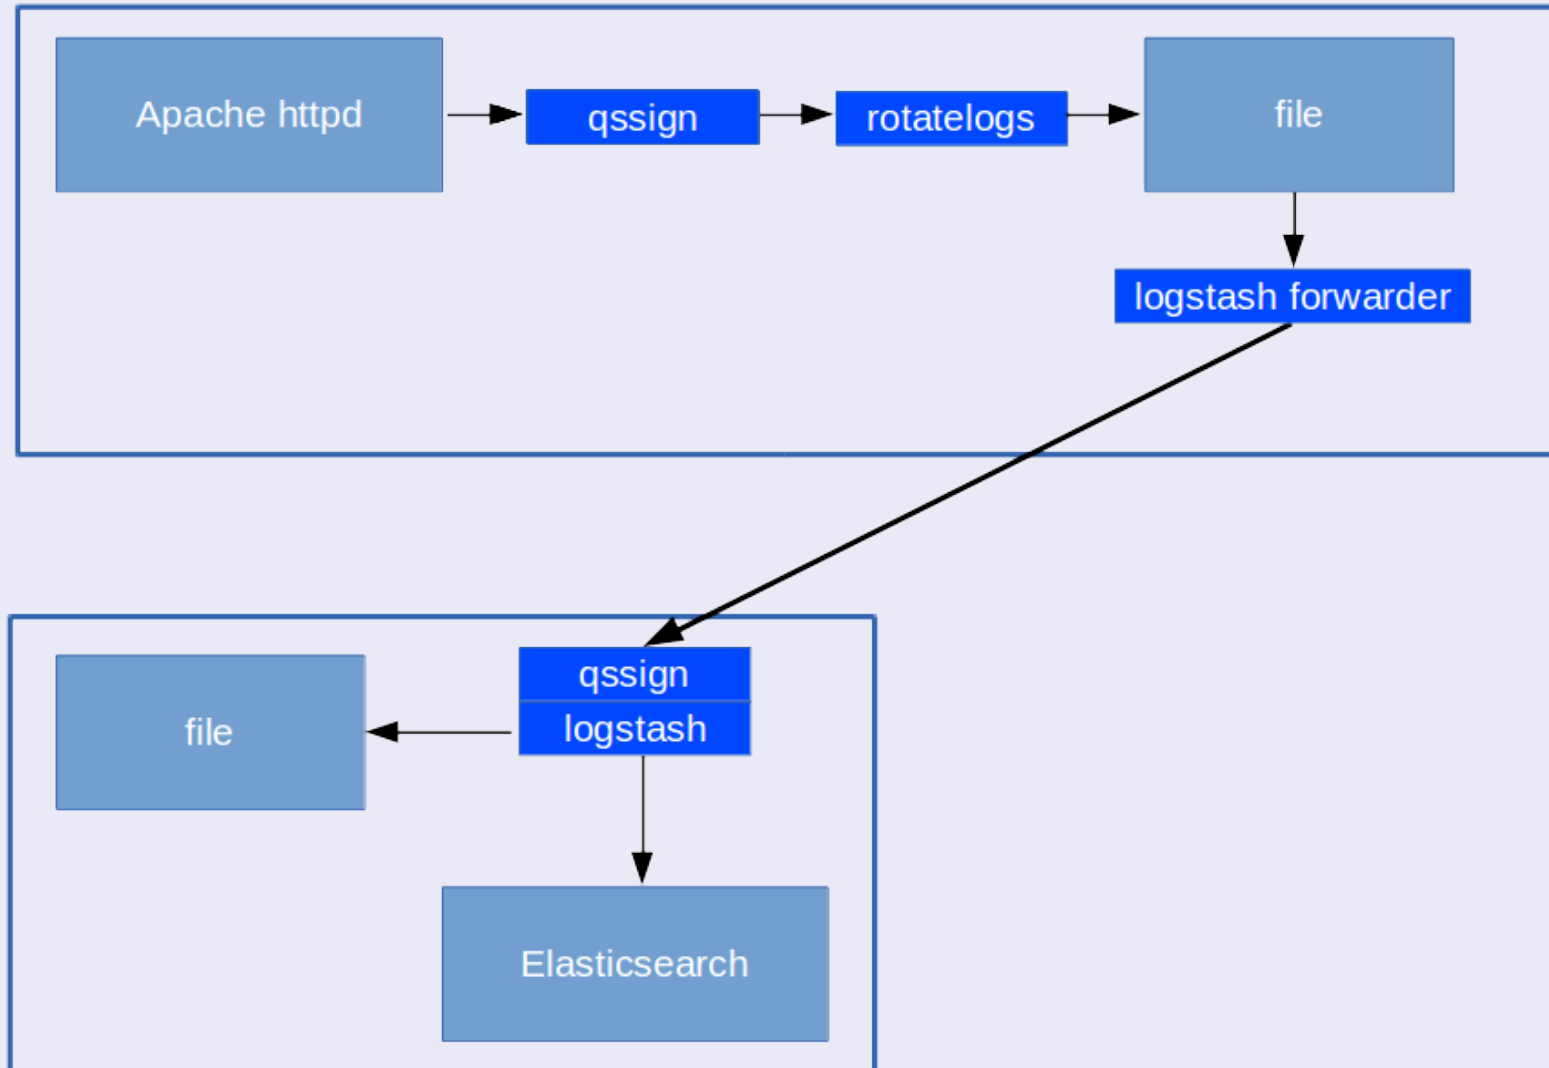 Apache httpd
qssign
rotatelogs
file
logstash forwarder
qssign
logstash
file
Elasticsearch